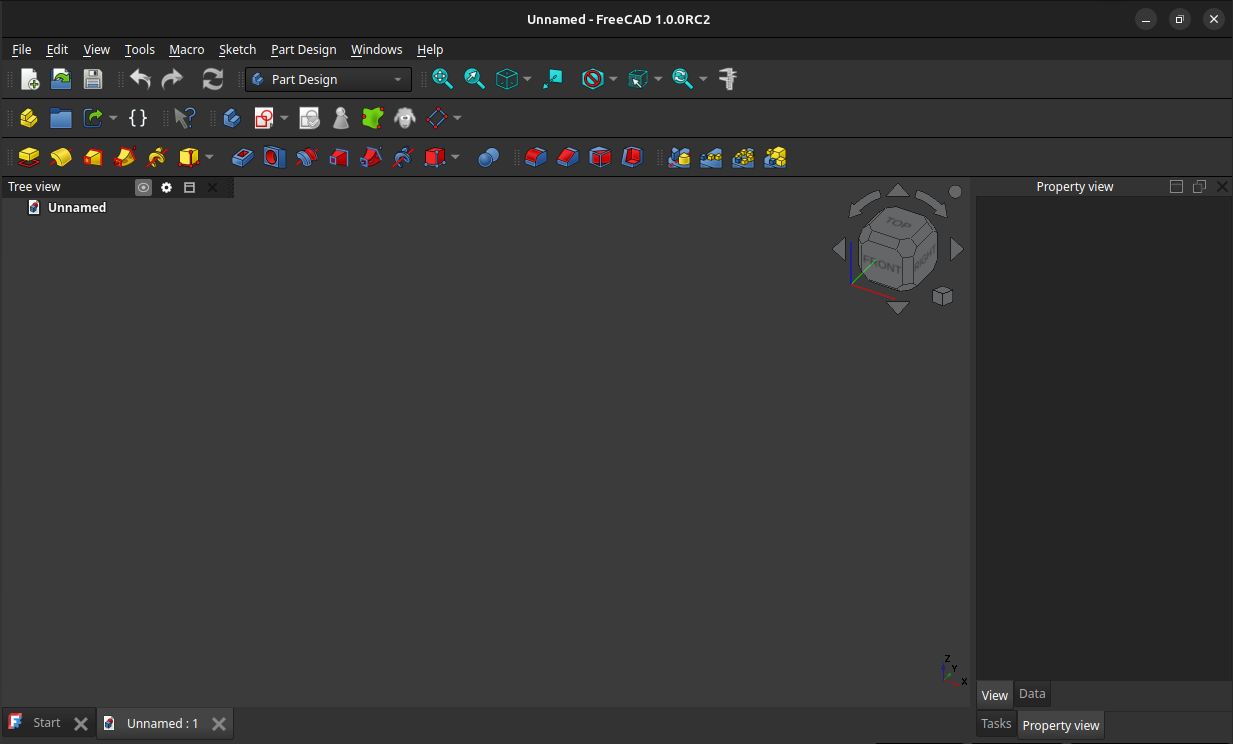 Unnamed - FreeCAD 1.0.0RC2
File Edit View Tools Macro Sketch Part Design Windows Help
Part Design
Tree view
Property view
Unnamed
TOP
FRONT
RIGHT
Z
Y
X
View Data
Start
Unnamed : 1
Tasks Property view